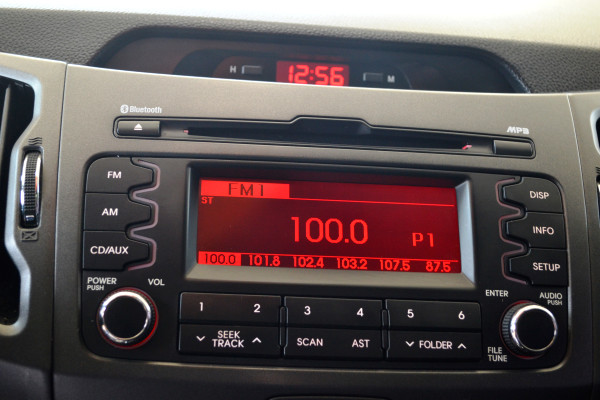 H 12:56 M
Bluetooth
MP3
FM
AM
CD/AUX
FM1
ST
100.0 P1
100.0 101.8 102.4 103.2 107.5 87.5
DISP
INFO
SETUP
POWER
PUSH
VOL
1 2 3 4 5 6
SEEK
TRACK
SCAN AST
FOLDER
ENTER
AUDIO
PUSH
FILE
TUNE